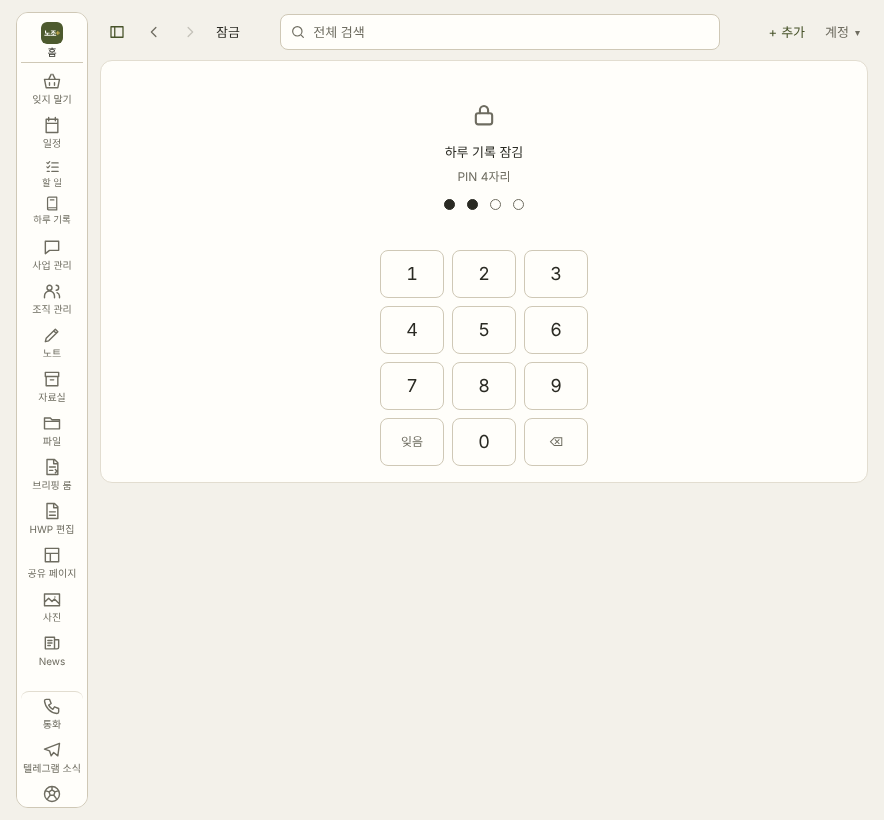 노조+
홈
잊지 말기
일정
할 일
하루 기록
사업 관리
조직 관리
노트
자료실
파일
브리핑 룸
HWP 편집
공유 페이지
사진
News
통화
텔레그램 소식
잠금
전체 검색
+ 추가
계정 ▾
하루 기록 잠김
PIN 4자리
1 2 3
4 5 6
7 8 9
잊음 0